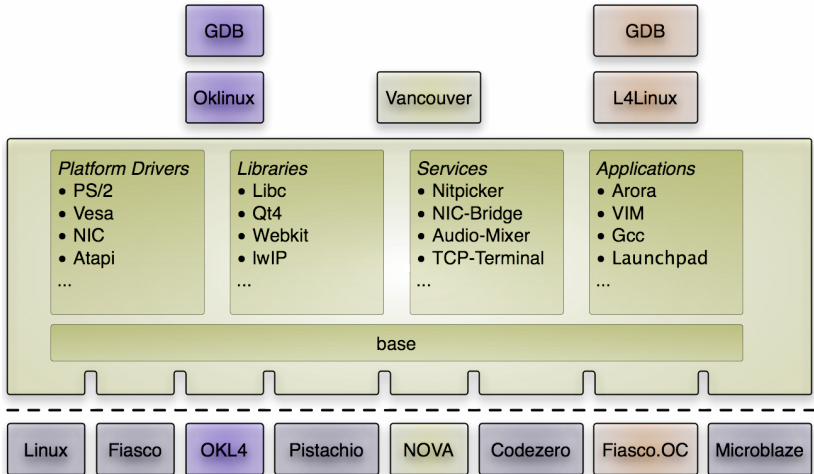 GDB
GDB
Oklinux
Vancouver
L4Linux
Platform Drivers
• PS/2
• Vesa
• NIC
• Atapi
...
Libraries
• Libc
• Qt4
• Webkit
• lwIP
...
Services
• Nitpicker
• NIC-Bridge
• Audio-Mixer
• TCP-Terminal
...
Applications
• Arora
• VIM
• Gcc
• Launchpad
...
base
Linux
Fiasco
OKL4
Pistachio
NOVA
Codezero
Fiasco.OC
Microblaze